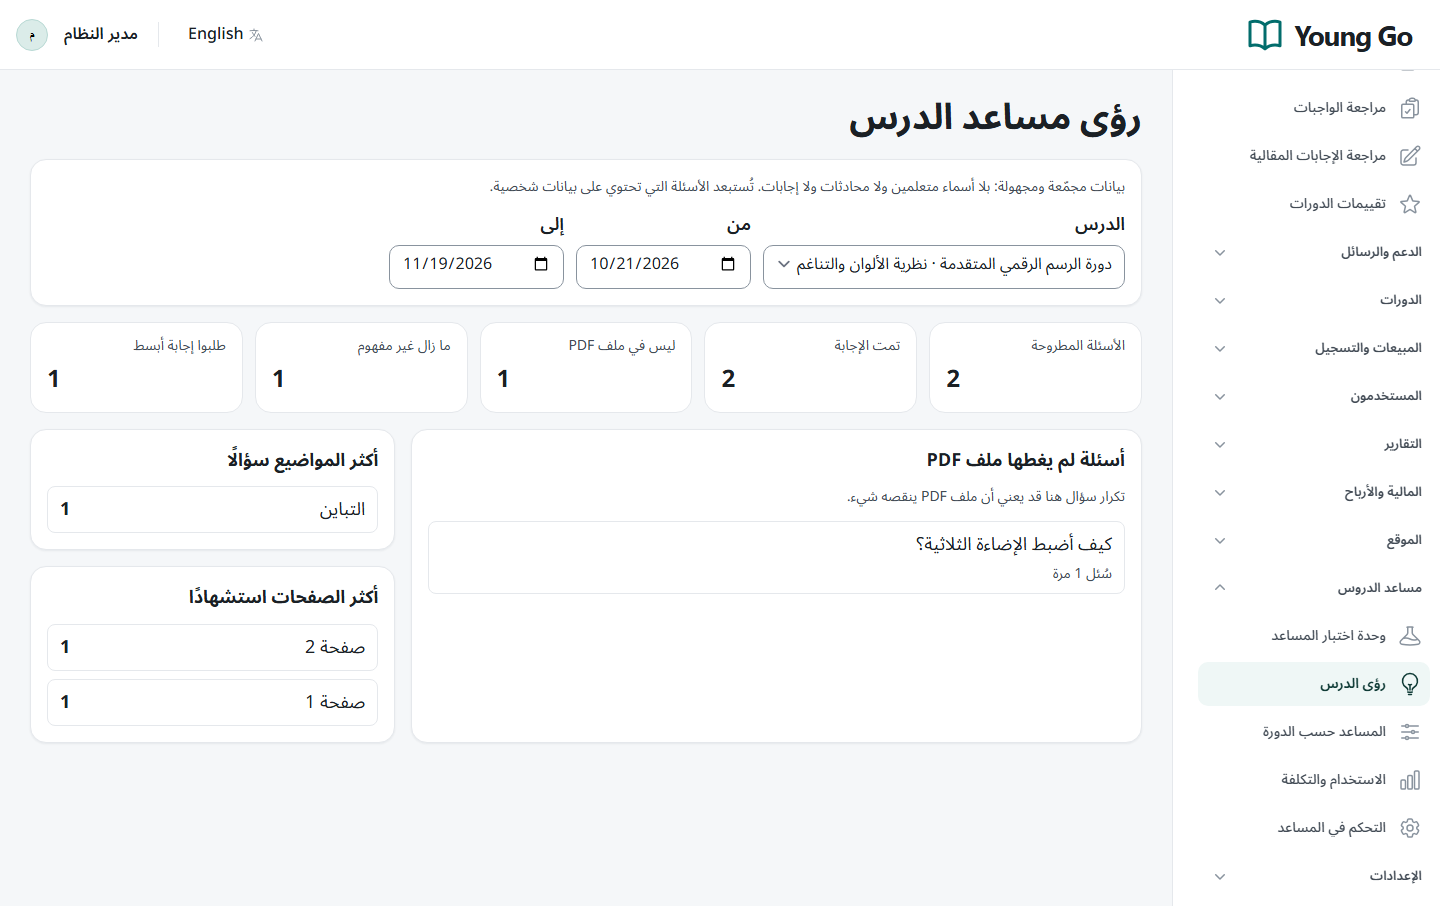 Young Go
English
مدير النظام
م
مراجعة الواجبات
مراجعة الإجابات المقالية
تقييمات الدورات
الدعم والرسائل
الدورات
المبيعات والتسجيل
المستخدمون
التقارير
المالية والأرباح
الموقع
مساعد الدروس
وحدة اختبار المساعد
رؤى الدرس
المساعد حسب الدورة
الاستخدام والتكلفة
التحكم في المساعد
الإعدادات
رؤى مساعد الدرس
بيانات مجمّعة ومجهولة: بلا أسماء متعلمين ولا محادثات ولا إجابات. تُستبعد الأسئلة التي تحتوي على بيانات شخصية.
الدرس
دورة الرسم الرقمي المتقدمة · نظرية الألوان والتناغم
من
10/21/2026
إلى
11/19/2026
الأسئلة المطروحة
2
تمت الإجابة
2
ليس في ملف PDF
1
ما زال غير مفهوم
1
طلبوا إجابة أبسط
1
أسئلة لم يغطها ملف PDF
تكرار سؤال هنا قد يعني أن ملف PDF ينقصه شيء.
كيف أضبط الإضاءة الثلاثية؟
سُئل 1 مرة
أكثر المواضيع سؤالًا
التباين 1
أكثر الصفحات استشهادًا
صفحة 2 1
صفحة 1 1